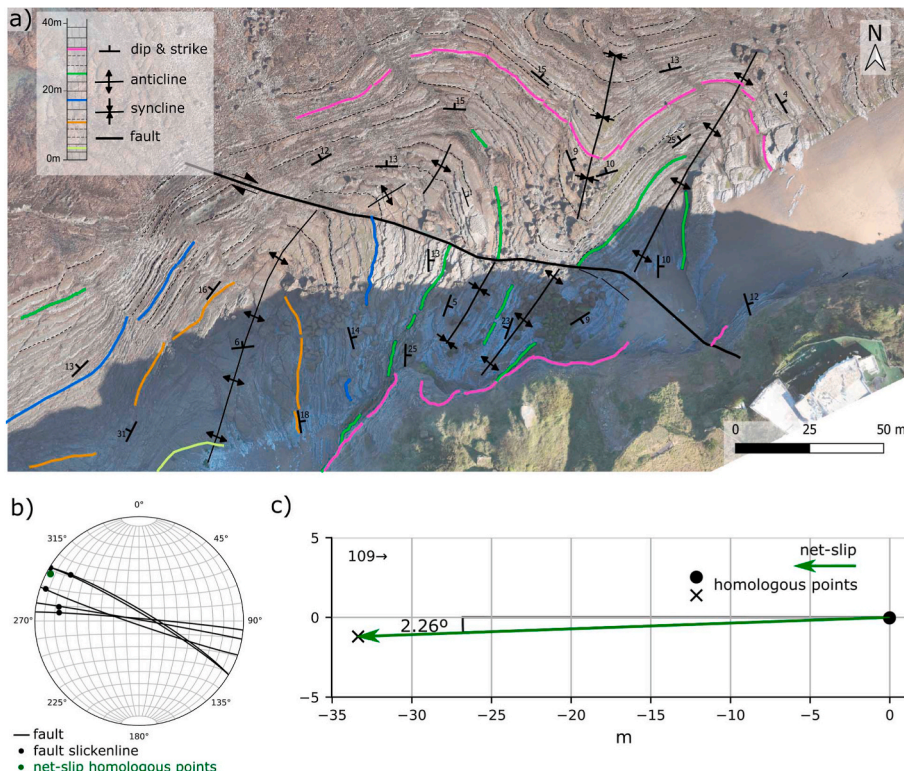 a)
40m
20m
0m
dip & strike
anticline
syncline
fault
N
15
13
4
15
9
10
25
12
13
13
16
5
10
12
6
14
23
9
25
13
31
18
0
25
50 m
b)
0°
315°
45°
270°
90°
225°
135°
180°
fault
fault slickenline
net-slip homologous points
c)
5
0
−5
109→
net-slip
homologous points
2.26º
−35
−30
−25
−20
−15
−10
−5
0
m